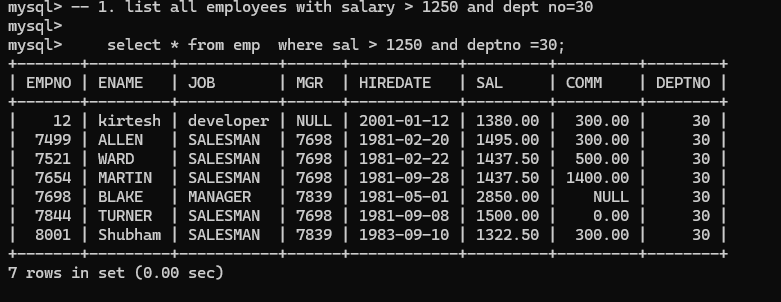 mysql> -- 1. list all employees with salary > 1250 and dept no=30
mysql>
mysql>     select * from emp  where sal > 1250 and deptno =30;
+-------+---------+-----------+------+------------+---------+---------+--------+
| EMPNO | ENAME   | JOB       | MGR  | HIREDATE   | SAL     | COMM    | DEPTNO |
+-------+---------+-----------+------+------------+---------+---------+--------+
|    12 | kirtesh | developer | NULL | 2001-01-12 | 1380.00 |  300.00 |     30 |
|  7499 | ALLEN   | SALESMAN  | 7698 | 1981-02-20 | 1495.00 |  300.00 |     30 |
|  7521 | WARD    | SALESMAN  | 7698 | 1981-02-22 | 1437.50 |  500.00 |     30 |
|  7654 | MARTIN  | SALESMAN  | 7698 | 1981-09-28 | 1437.50 | 1400.00 |     30 |
|  7698 | BLAKE   | MANAGER   | 7839 | 1981-05-01 | 2850.00 |    NULL |     30 |
|  7844 | TURNER  | SALESMAN  | 7698 | 1981-09-08 | 1500.00 |    0.00 |     30 |
|  8001 | Shubham | SALESMAN  | 7839 | 1983-09-10 | 1322.50 |  300.00 |     30 |
+-------+---------+-----------+------+------------+---------+---------+--------+
7 rows in set (0.00 sec)